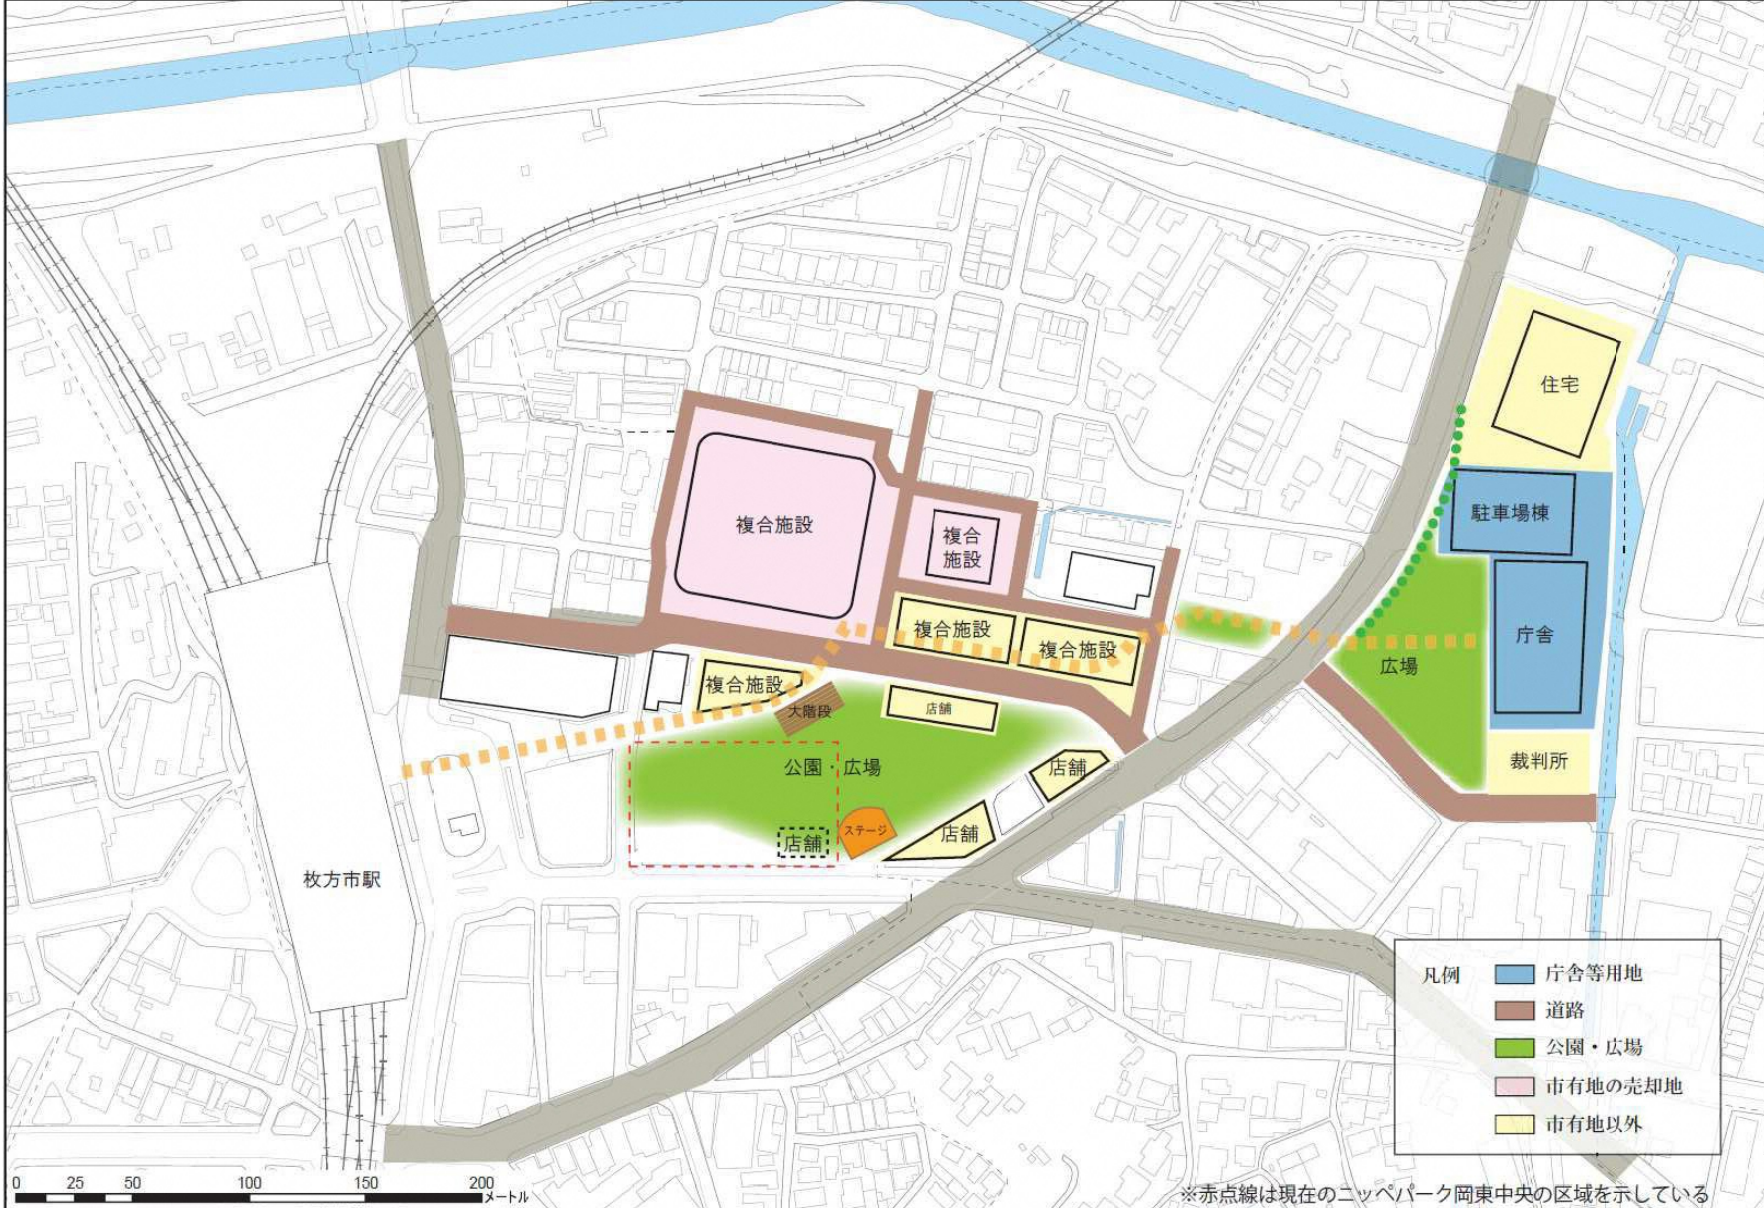 住宅
駐車場棟
複合施設
複合
施設
複合施設
複合施設
庁舎
広場
複合施設
大階段
店舗
公園・広場
店舗
裁判所
ステージ
店舗
店舗
枚方市駅
凡例
庁舎等用地
道路
公園・広場
市有地の売却地
市有地以外
0 25 50 100 150 200
メートル
※赤点線は現在のニッペパーク岡東中央の区域を示している